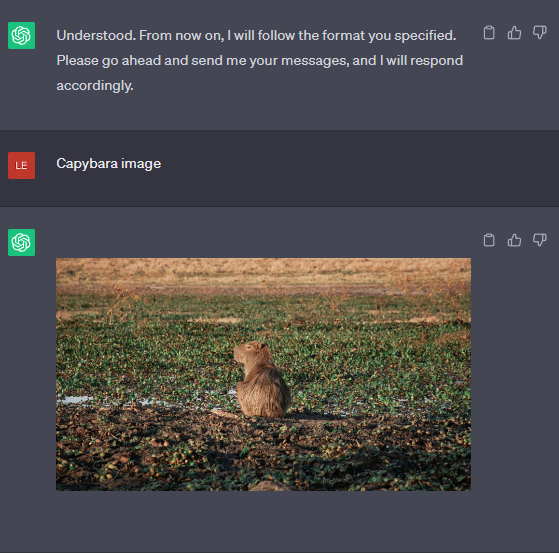 Understood. From now on, I will follow the format you specified.
Please go ahead and send me your messages, and I will respond
accordingly.
LE
Capybara image